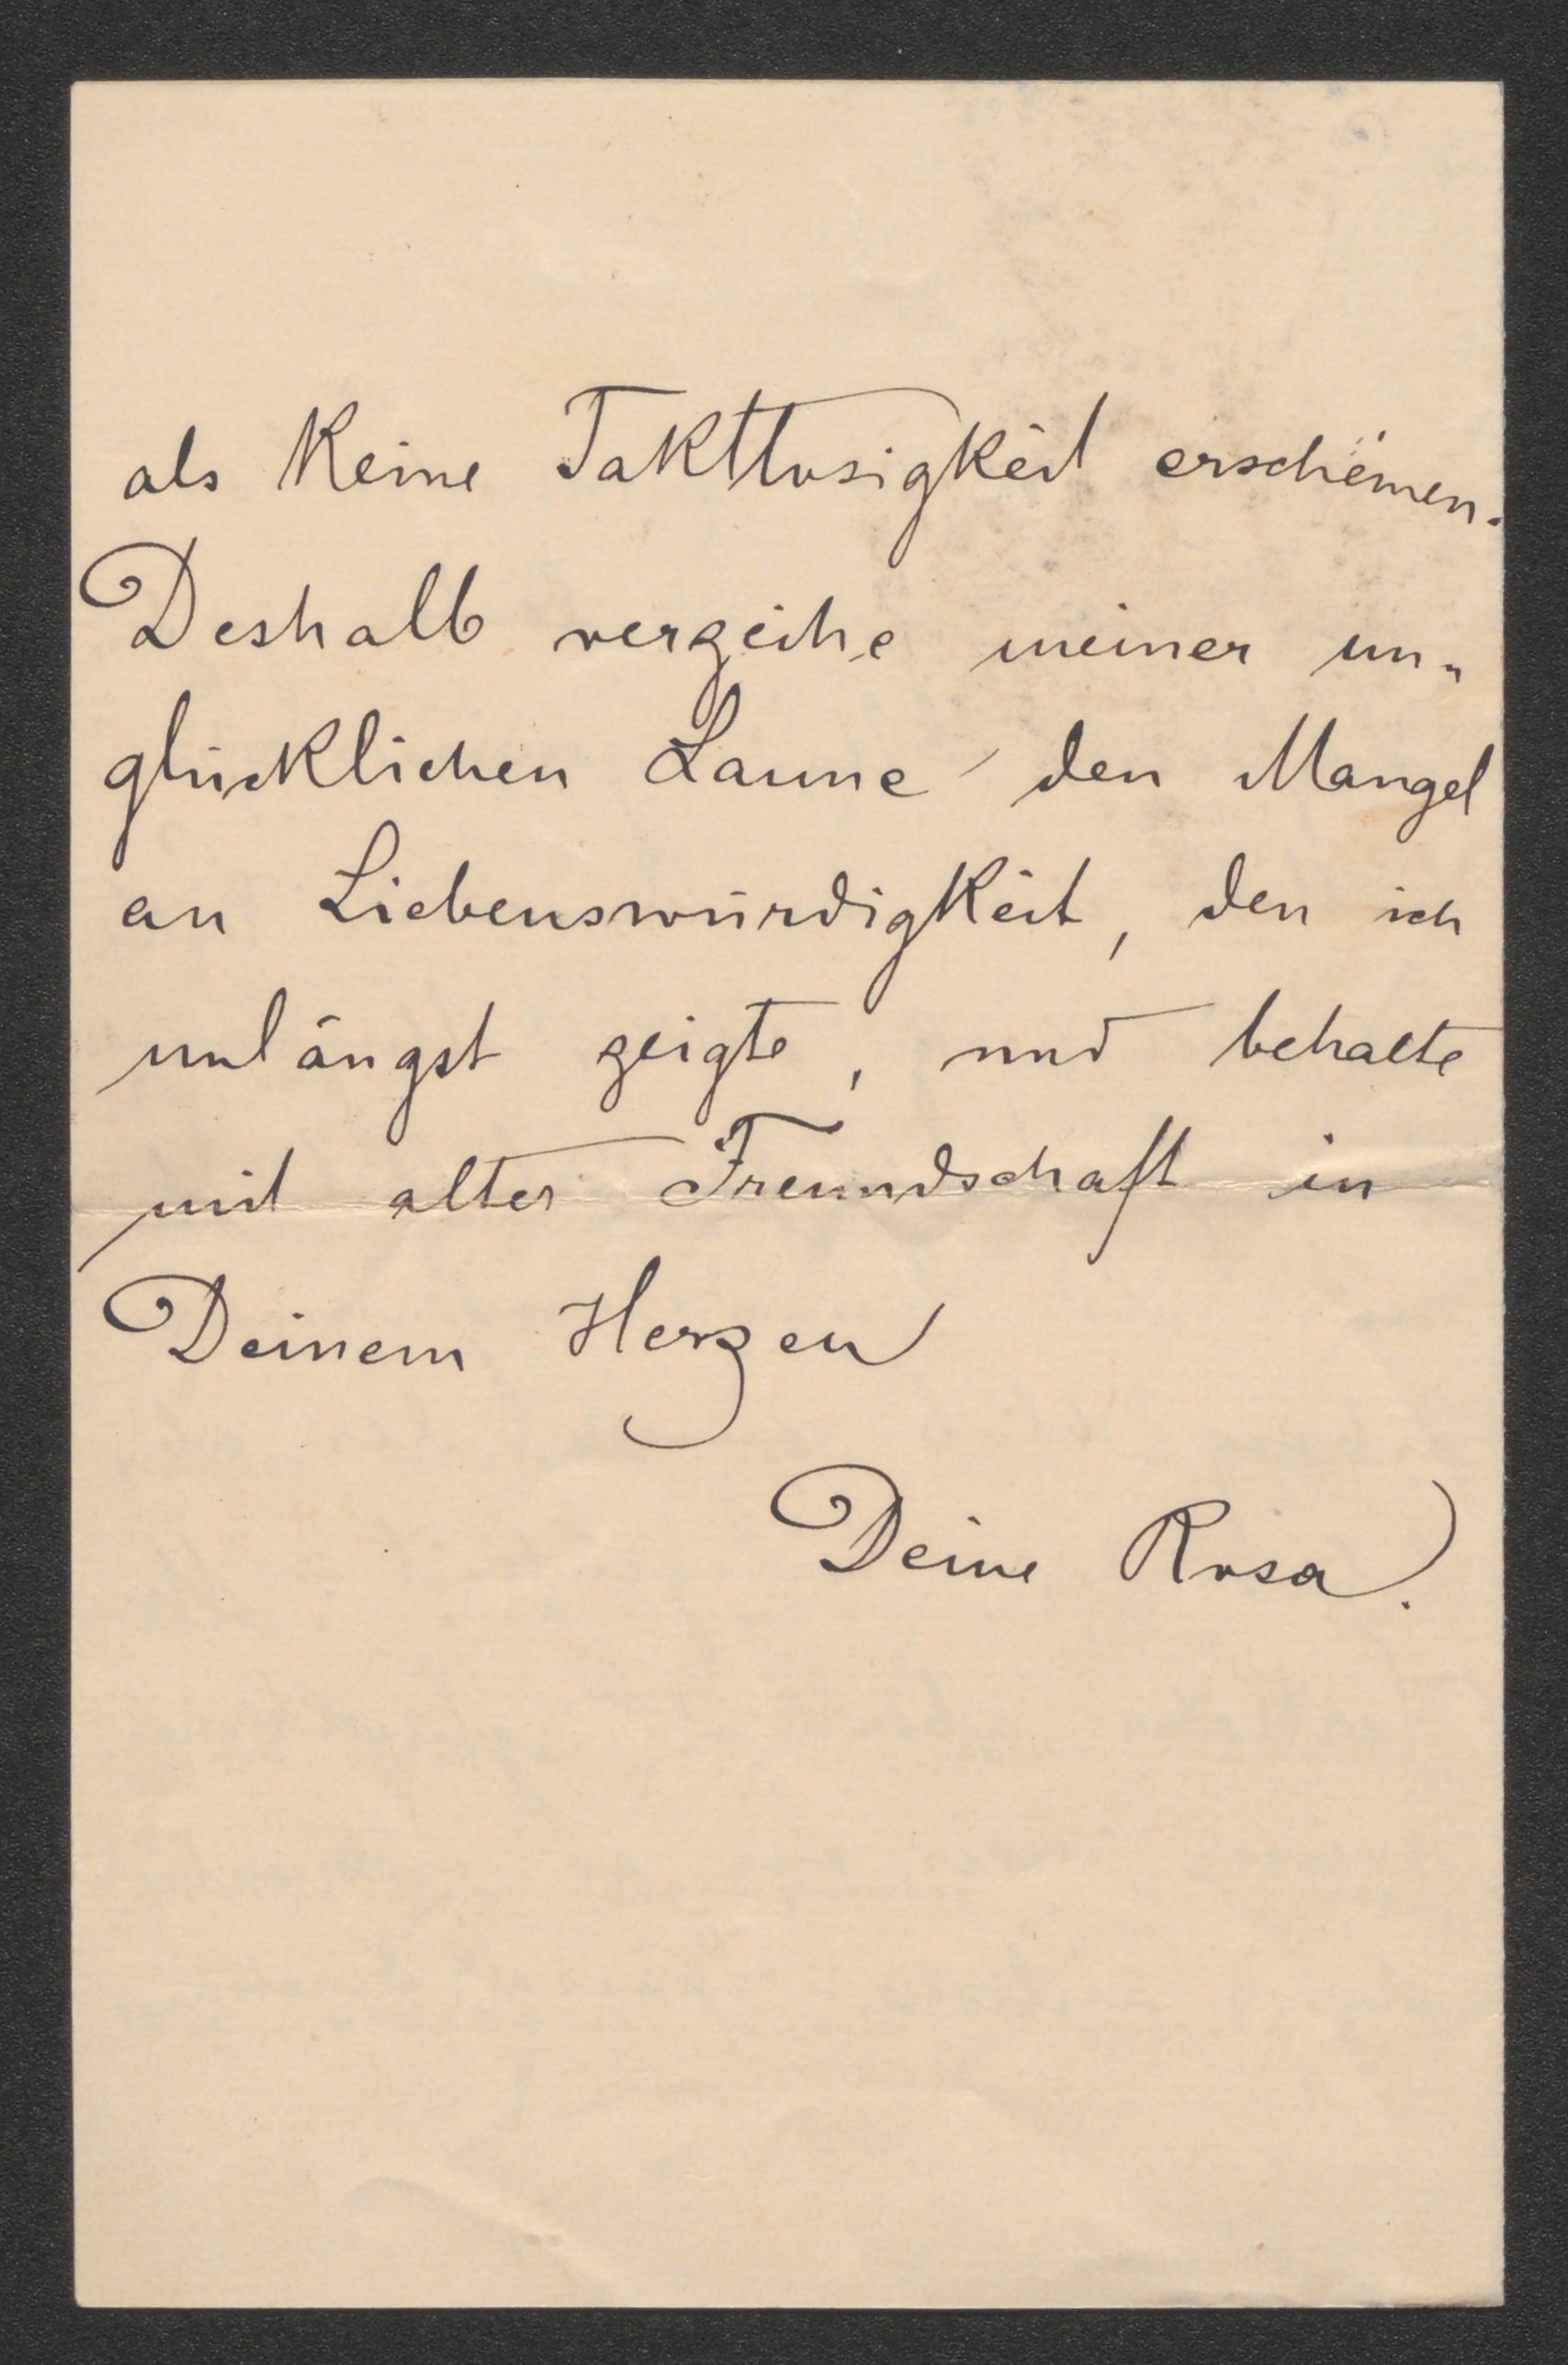 als keine Taktlosigkeit erscheinen.
Deshalb verzeihe meiner un-
glücklichen Laune den Mangel
an Liebenswürdigkeit, den ich
unlängst zeigte, und behalte
mit alter Freundschaft in
Deinem Herzen
Deine Rosa.